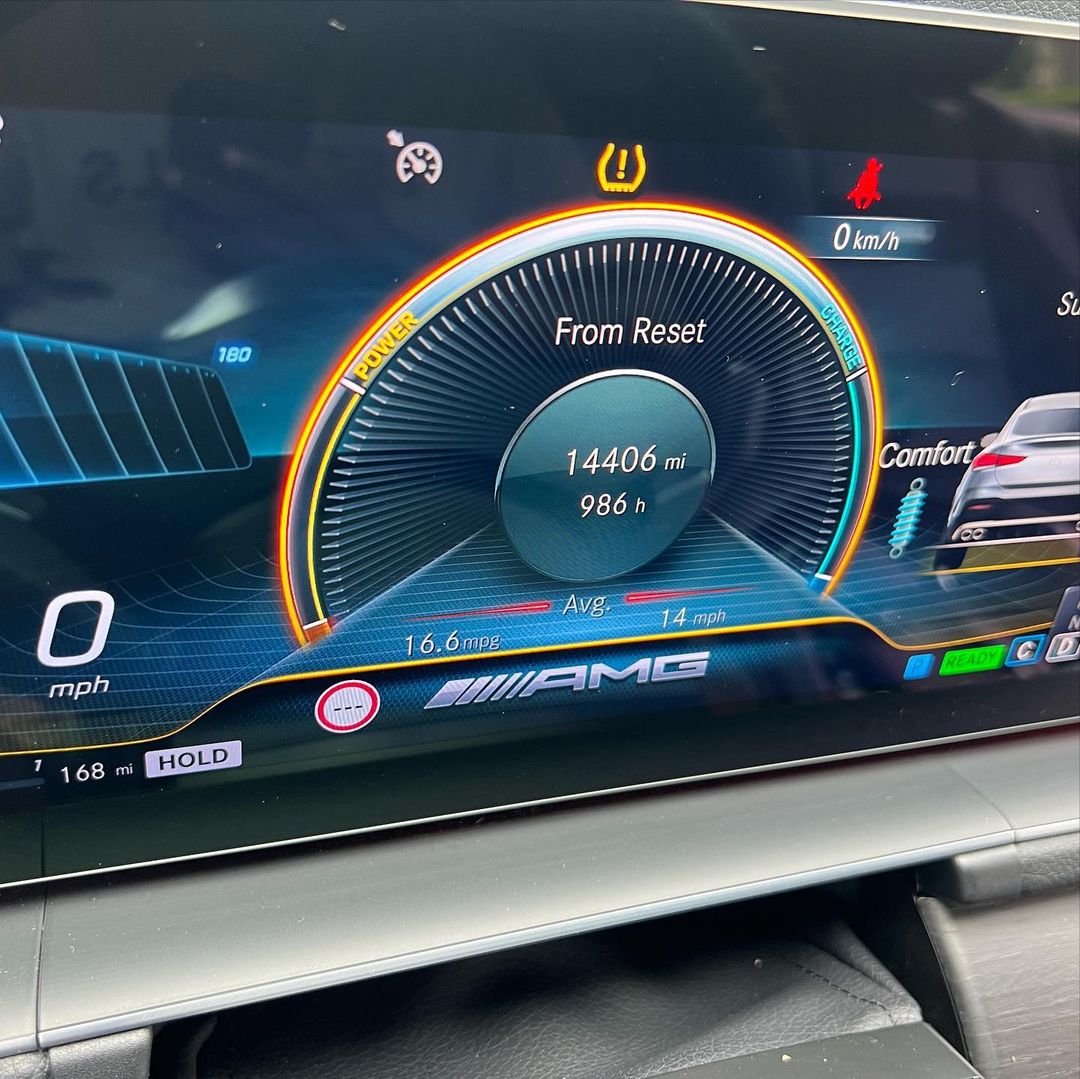 0 km/h
POWER
CHARGE
From Reset
180
14406 mi
986 h
Comfort
Avg.
16.6 mpg
14 mph
0
mph
AMG
P
READY
C
D
---
1
168 mi
HOLD